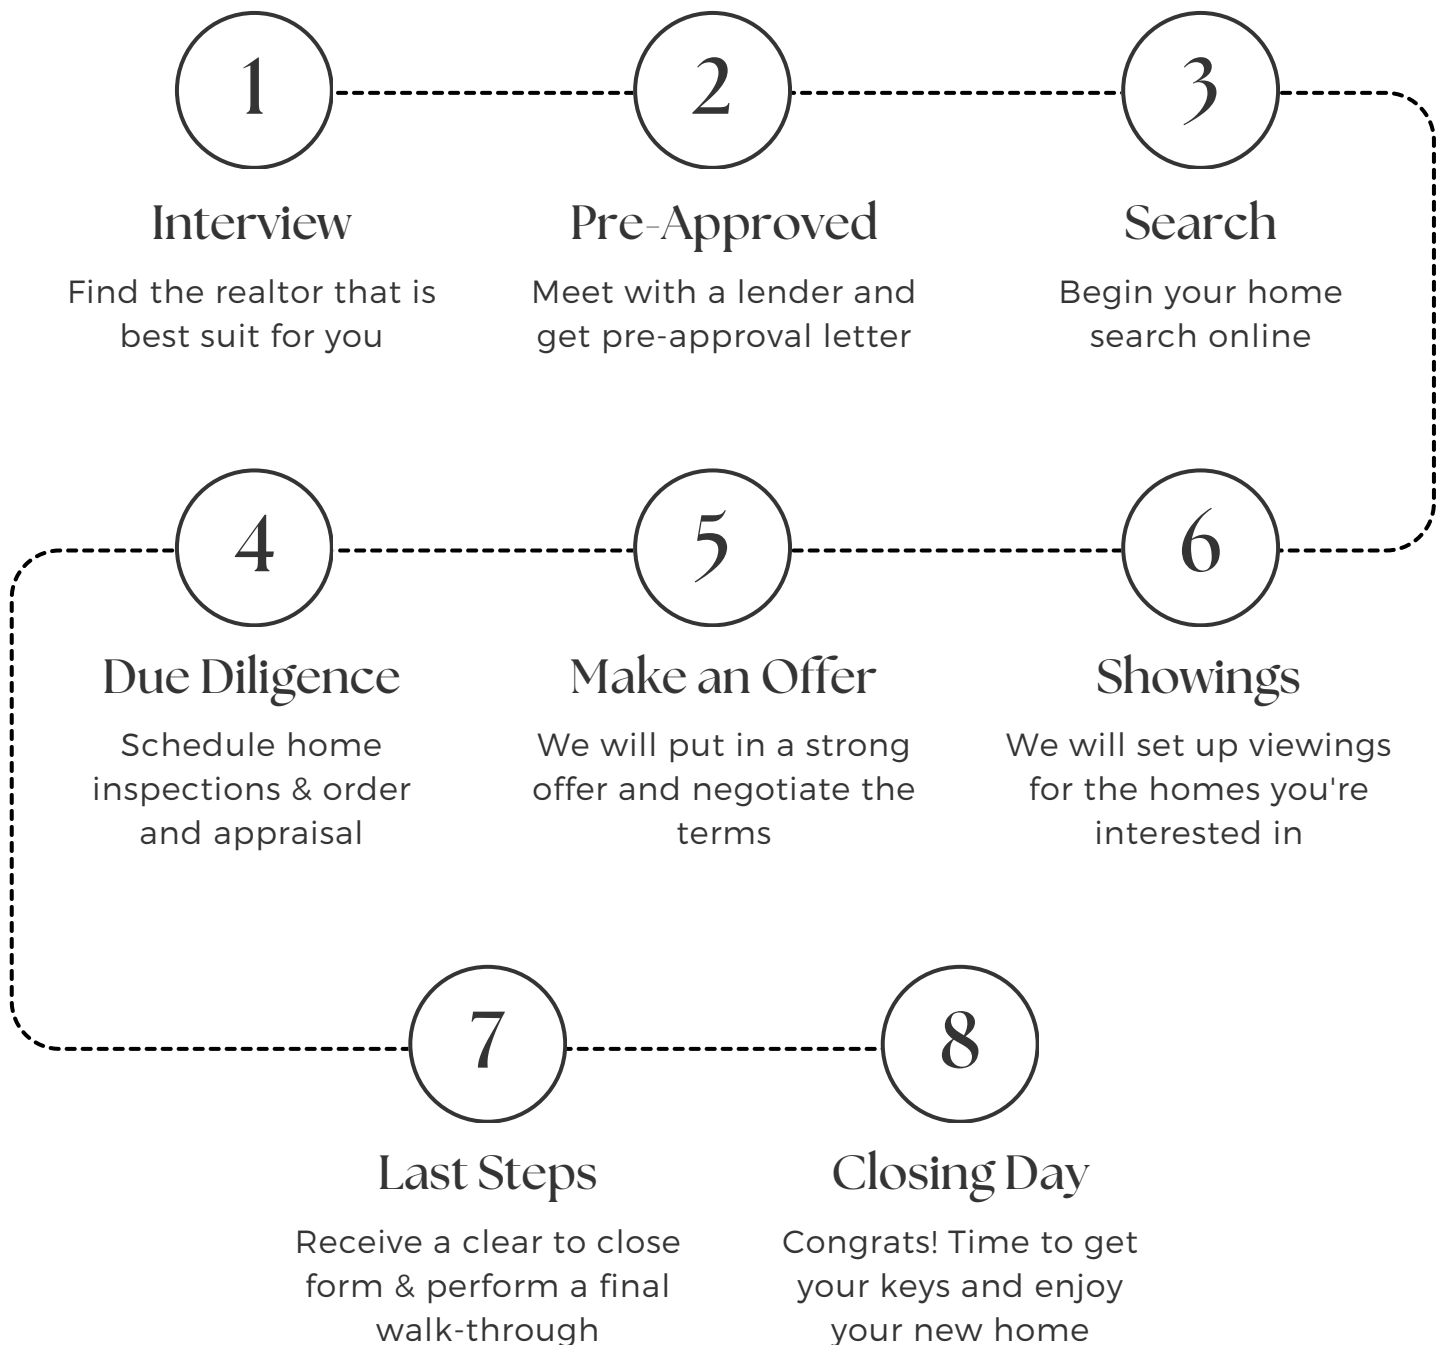 1
Interview
Find the realtor that is
best suit for you
2
Pre-Approved
Meet with a lender and
get pre-approval letter
3
Search
Begin your home
search online
4
Due Diligence
Schedule home
inspections & order
and appraisal
5
Make an Offer
We will put in a strong
offer and negotiate the
terms
6
Showings
We will set up viewings
for the homes you're
interested in
7
Last Steps
Receive a clear to close
form & perform a final
walk-through
8
Closing Day
Congrats! Time to get
your keys and enjoy
your new home